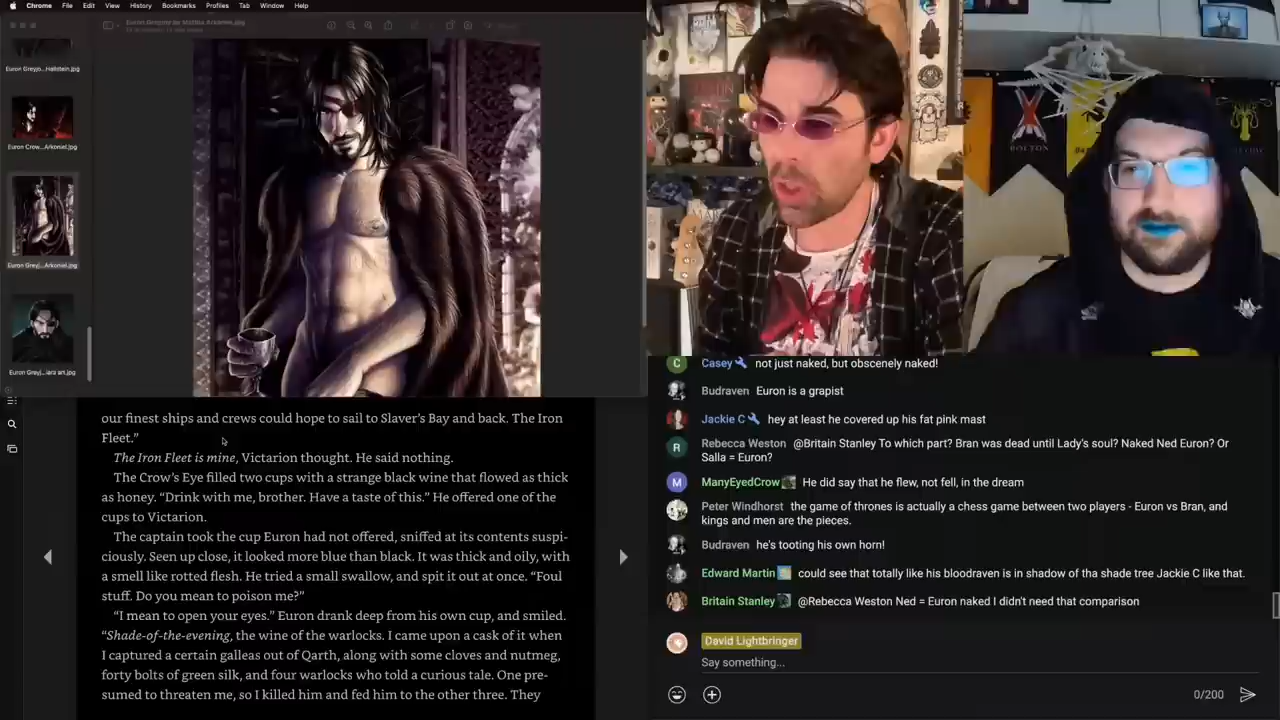 Chrome File Edit View History Bookmarks Profiles Tab Window Help
Euron Greyjoy by Mathia Arkoniel.jpg
Euron Greyjo...Hallstein.jpg
Euron Crow...Arkoniel.jpg
Euron Greyj...Arkoniel.jpg
Euron Greyj...iara art.jpg
BOLTON
our finest ships and crews could hope to sail to Slaver’s Bay and back. The Iron
Fleet.”
The Iron Fleet is mine, Victarion thought. He said nothing.
The Crow’s Eye filled two cups with a strange black wine that flowed as thick
as honey. “Drink with me, brother. Have a taste of this.” He offered one of the
cups to Victarion.
The captain took the cup Euron had not offered, sniffed at its contents suspi-
ciously. Seen up close, it looked more blue than black. It was thick and oily, with
a smell like rotted flesh. He tried a small swallow, and spit it out at once. “Foul
stuff. Do you mean to poison me?”
“I mean to open your eyes.” Euron drank deep from his own cup, and smiled.
“Shade-of-the-evening, the wine of the warlocks. I came upon a cask of it when
I captured a certain galleas out of Qarth, along with some cloves and nutmeg,
forty bolts of green silk, and four warlocks who told a curious tale. One pre-
sumed to threaten me, so I killed him and fed him to the other three. They
C Casey not just naked, but obscenely naked!
Budraven Euron is a grapist
Jackie C hey at least he covered up his fat pink mast
R Rebecca Weston @Britain Stanley To which part? Bran was dead until Lady's soul? Naked Ned Euron? Or
Salla = Euron?
M ManyEyedCrow He did say that he flew, not fell, in the dream
Peter Windhorst the game of thrones is actually a chess game between two players - Euron vs Bran, and
kings and men are the pieces.
Budraven he's tooting his own horn!
Edward Martin could see that totally like his bloodraven is in shadow of tha shade tree Jackie C like that.
Britain Stanley @Rebecca Weston Ned = Euron naked I didn't need that comparison
David Lightbringer
Say something...
0/200